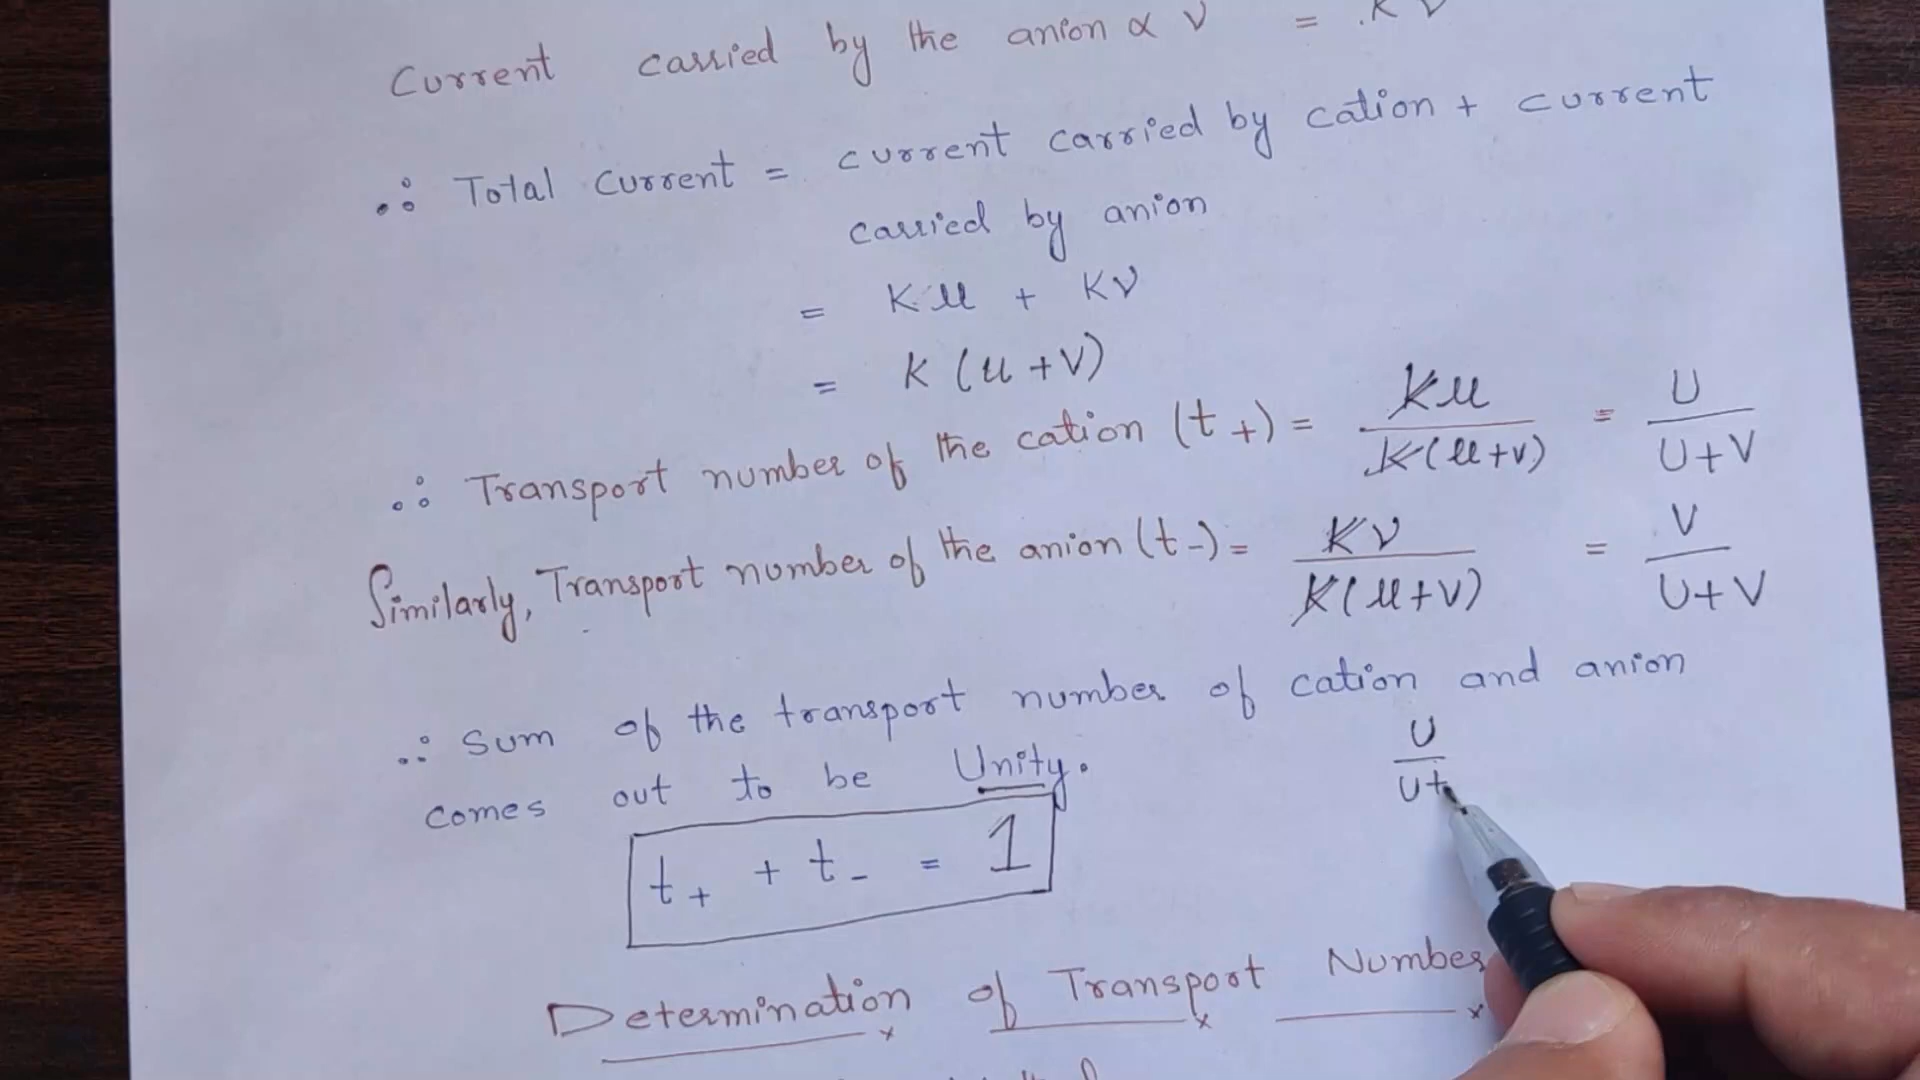 Current carried by the anion ∝ v = k v
∴ Total Current = current carried by cation + current
carried by anion
= Ku + Kv
= K (u + v)
∴ Transport number of the cation (t+) = Ku / K(u+v) = U / U+V
Similarly, Transport number of the anion (t-) = Kv / K(u+v) = V / U+V
∴ Sum of the transport number of cation and anion
comes out to be Unity.
U / U+
t+ + t- = 1
Determination of Transport Number